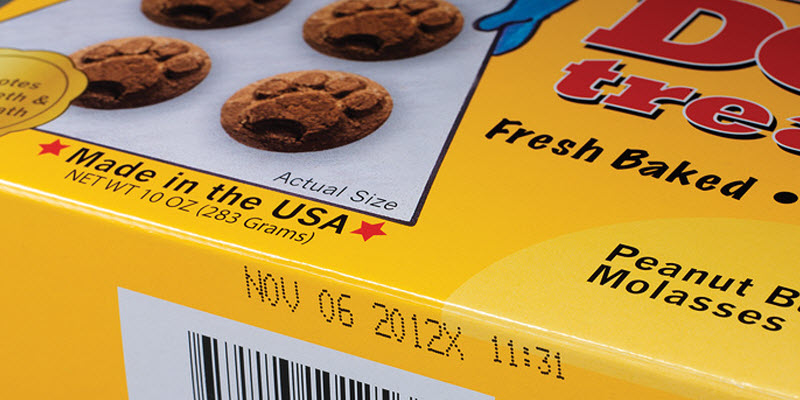 Actual Size
★ Made in the USA ★
NET WT 10 OZ (283 Grams)
trea
Fresh Baked •
Peanut B
Molasses
NOV 06 2012X 11:31